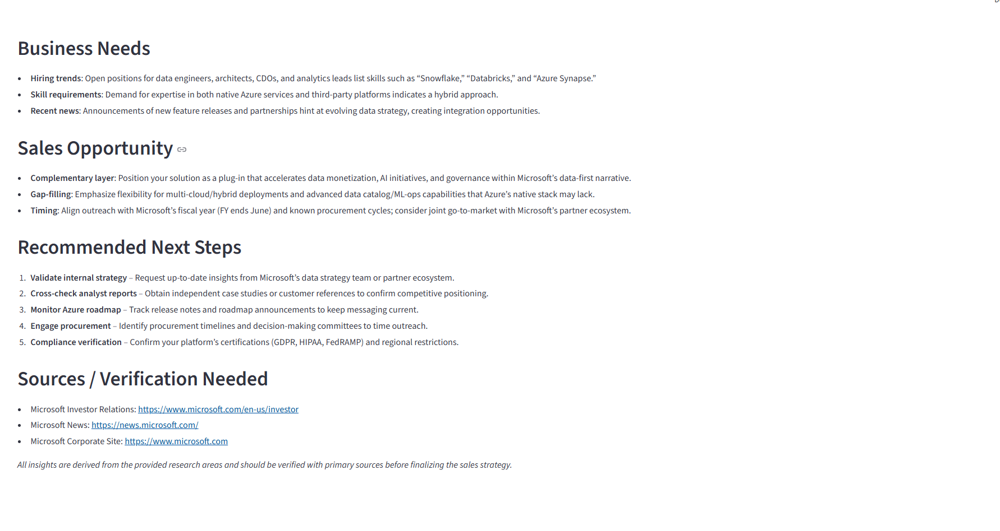 Business Needs
• Hiring trends: Open positions for data engineers, architects, CDOs, and analytics leads list skills such as “Snowflake,” “Databricks,” and “Azure Synapse.”
• Skill requirements: Demand for expertise in both native Azure services and third-party platforms indicates a hybrid approach.
• Recent news: Announcements of new feature releases and partnerships hint at evolving data strategy, creating integration opportunities.
Sales Opportunity
• Complementary layer: Position your solution as a plug-in that accelerates data monetization, AI initiatives, and governance within Microsoft’s data-first narrative.
• Gap-filling: Emphasize flexibility for multi-cloud/hybrid deployments and advanced data catalog/ML-ops capabilities that Azure’s native stack may lack.
• Timing: Align outreach with Microsoft’s fiscal year (FY ends June) and known procurement cycles; consider joint go-to-market with Microsoft’s partner ecosystem.
Recommended Next Steps
1. Validate internal strategy – Request up-to-date insights from Microsoft’s data strategy team or partner ecosystem.
2. Cross-check analyst reports – Obtain independent case studies or customer references to confirm competitive positioning.
3. Monitor Azure roadmap – Track release notes and roadmap announcements to keep messaging current.
4. Engage procurement – Identify procurement timelines and decision-making committees to time outreach.
5. Compliance verification – Confirm your platform’s certifications (GDPR, HIPAA, FedRAMP) and regional restrictions.
Sources / Verification Needed
• Microsoft Investor Relations: https://www.microsoft.com/en-us/investor
• Microsoft News: https://news.microsoft.com/
• Microsoft Corporate Site: https://www.microsoft.com
All insights are derived from the provided research areas and should be verified with primary sources before finalizing the sales strategy.